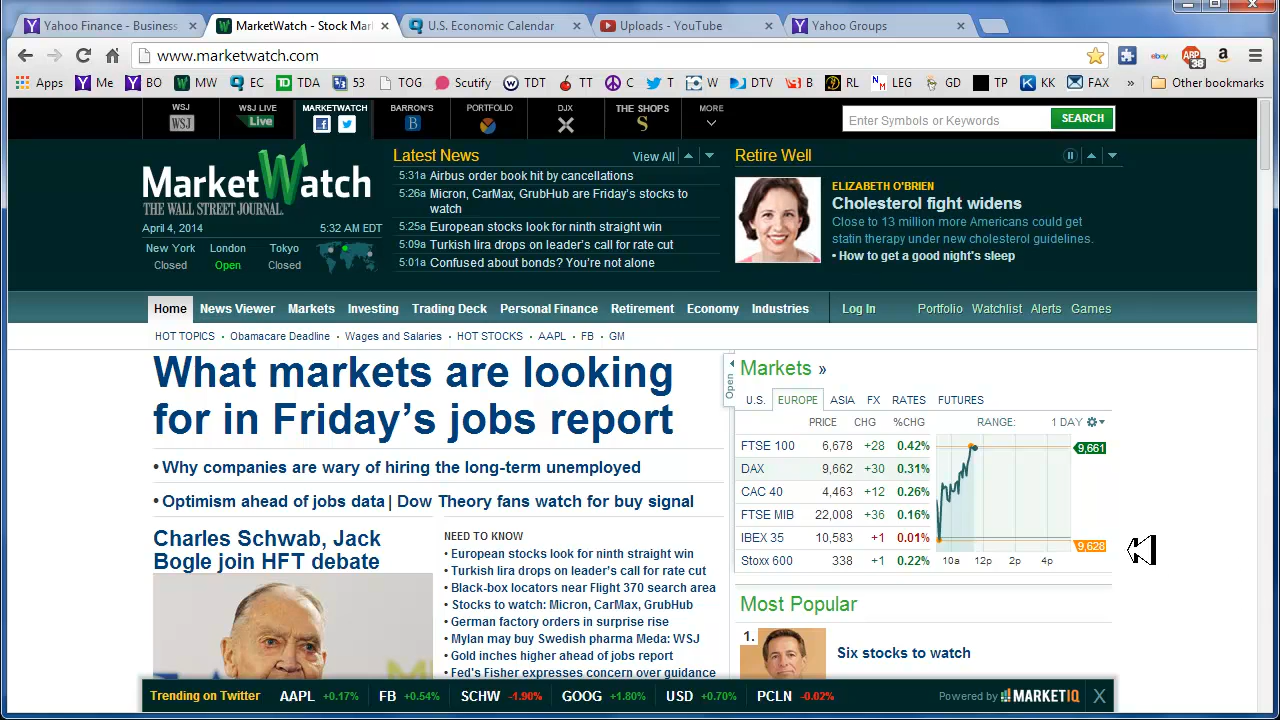 Yahoo Finance - Business
MarketWatch - Stock Mar
U.S. Economic Calendar
Uploads - YouTube
Yahoo Groups
www.marketwatch.com
ABP
38
Apps
Me
BO
MW
EC
TDA
53
TOG
Scutify
TDT
TT
C
T
W
DTV
B
RL
LEG
GD
TP
KK
FAX
»
Other bookmarks
WSJ
WSJ
WSJ LIVE
Live
MARKETWATCH
BARRON'S
B
PORTFOLIO
DJX
THE SHOPS
S
MORE
Enter Symbols or Keywords
SEARCH
MarketWatch
THE WALL STREET JOURNAL.
April 4, 2014 5:32 AM EDT
New York London Tokyo
Closed Open Closed
Latest News View All
5:31a Airbus order book hit by cancellations
5:26a Micron, CarMax, GrubHub are Friday's stocks to
watch
5:25a European stocks look for ninth straight win
5:09a Turkish lira drops on leader's call for rate cut
5:01a Confused about bonds? You're not alone
Retire Well
ELIZABETH O'BRIEN
Cholesterol fight widens
Close to 13 million more Americans could get
statin therapy under new cholesterol guidelines.
• How to get a good night's sleep
Home News Viewer Markets Investing Trading Deck Personal Finance Retirement Economy Industries Log In Portfolio Watchlist Alerts Games
HOT TOPICS • Obamacare Deadline • Wages and Salaries • HOT STOCKS • AAPL • FB • GM
What markets are looking
for in Friday's jobs report
• Why companies are wary of hiring the long-term unemployed
• Optimism ahead of jobs data | Dow Theory fans watch for buy signal
Charles Schwab, Jack
Bogle join HFT debate
NEED TO KNOW
• European stocks look for ninth straight win
• Turkish lira drops on leader's call for rate cut
• Black-box locators near Flight 370 search area
• Stocks to watch: Micron, CarMax, GrubHub
• German factory orders in surprise rise
• Mylan may buy Swedish pharma Meda: WSJ
• Gold inches higher ahead of jobs report
• Fed's Fisher expresses concern over guidance
Open
Markets »
U.S. EUROPE ASIA FX RATES FUTURES
PRICE CHG %CHG RANGE: 1 DAY
FTSE 100 6,678 +28 0.42%
DAX 9,662 +30 0.31%
CAC 40 4,463 +12 0.26%
FTSE MIB 22,008 +36 0.16%
IBEX 35 10,583 +1 0.01%
Stoxx 600 338 +1 0.22%
9,661
9,628
10a 12p 2p 4p
Most Popular
1.
Six stocks to watch
Trending on Twitter AAPL +0.17% FB +0.54% SCHW -1.90% GOOG +1.80% USD +0.70% PCLN -0.02% Powered by MARKETIQ X